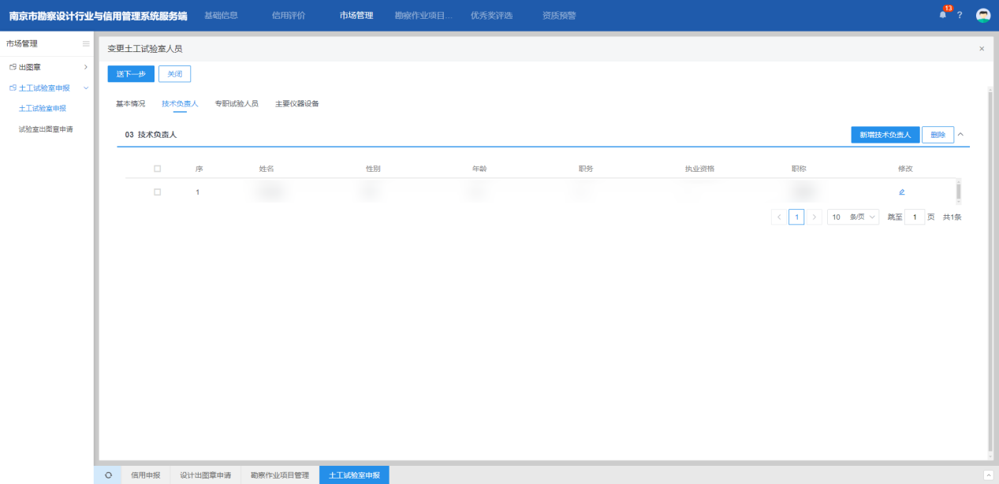 南京市勘察设计行业与信用管理系统服务端 基础信息 信用评价 市场管理 勘察作业项目... 优秀奖评选 资质预警 13 ?
市场管理
出图章
土工试验室申报
土工试验室申报
试验室出图章申请
变更土工试验室人员
送下一步 关闭
基本情况 技术负责人 专职试验人员 主要仪器设备
03 技术负责人 新增技术负责人 删除
序 姓名 性别 年龄 职务 执业资格 职称 修改
1
1 10 条/页 跳至 1 页 共1条
信用申报 设计出图章申请 勘察作业项目管理 土工试验室申报